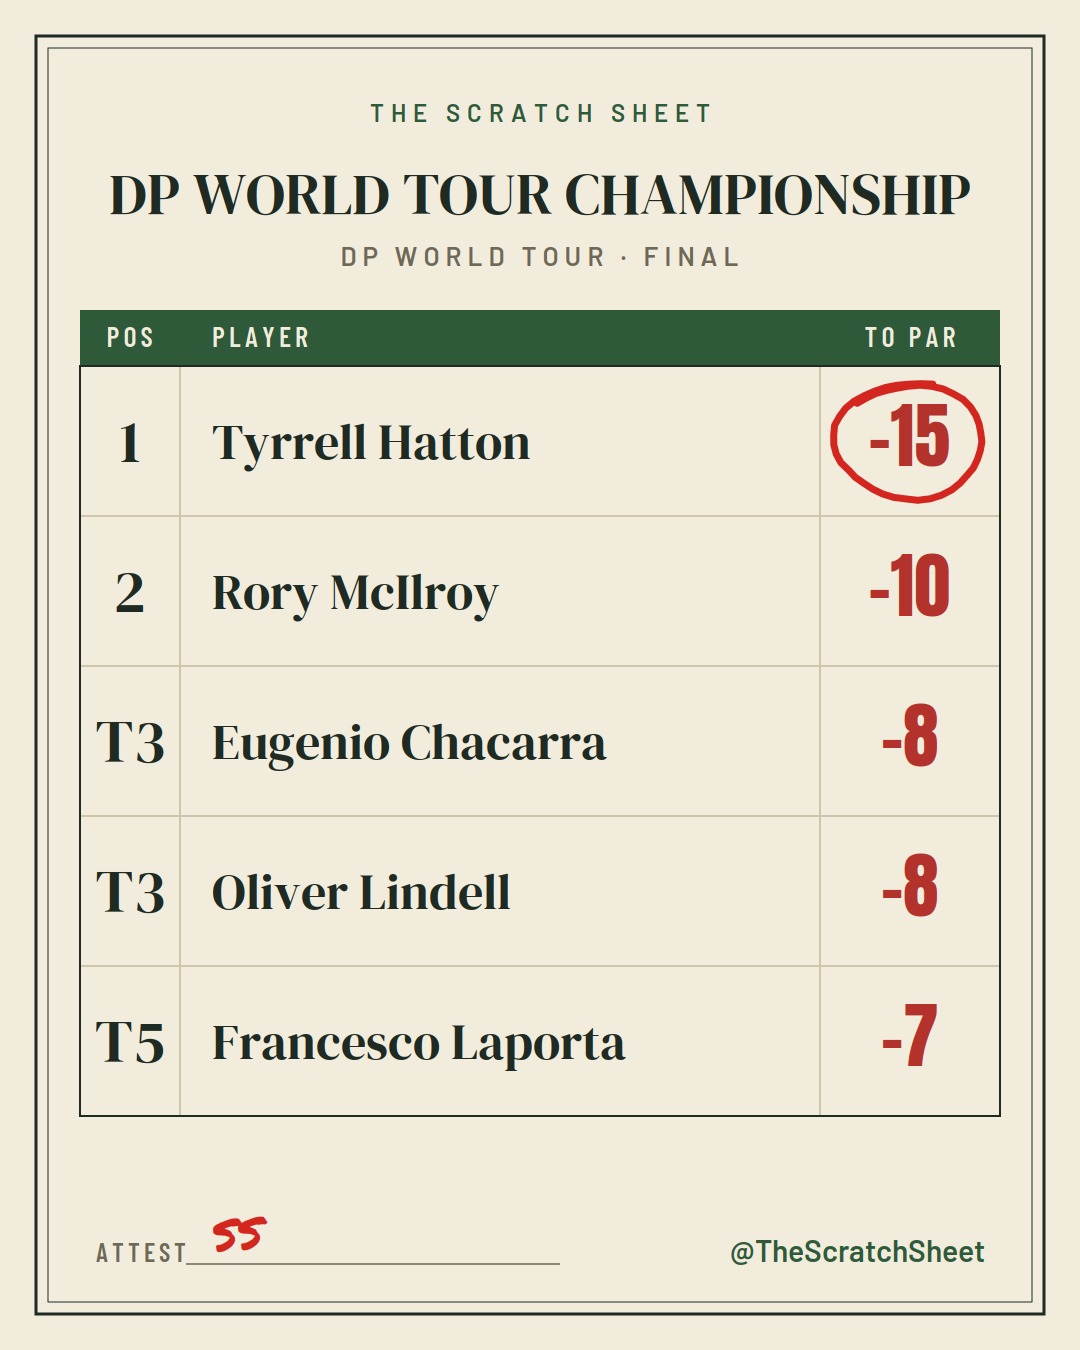 THE SCRATCH SHEET
DP WORLD TOUR CHAMPIONSHIP
DP WORLD TOUR · FINAL
POS PLAYER TO PAR
1 Tyrrell Hatton -15
2 Rory McIlroy -10
T3 Eugenio Chacarra -8
T3 Oliver Lindell -8
T5 Francesco Laporta -7
ATTEST SS @TheScratchSheet